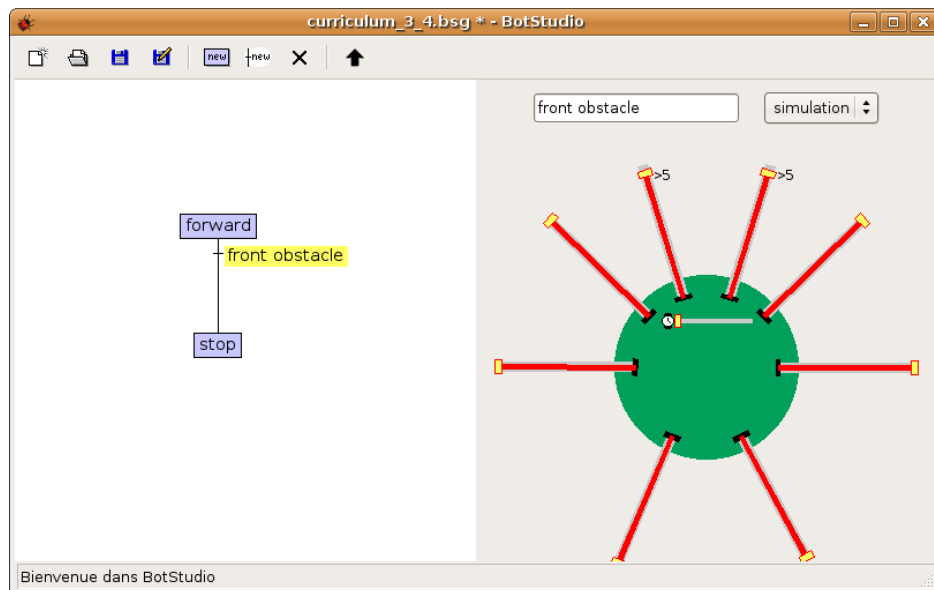 curriculum_3_4.bsg * - BotStudio
new new
front obstacle simulation
>5 >5
forward
front obstacle
stop
Bienvenue dans BotStudio